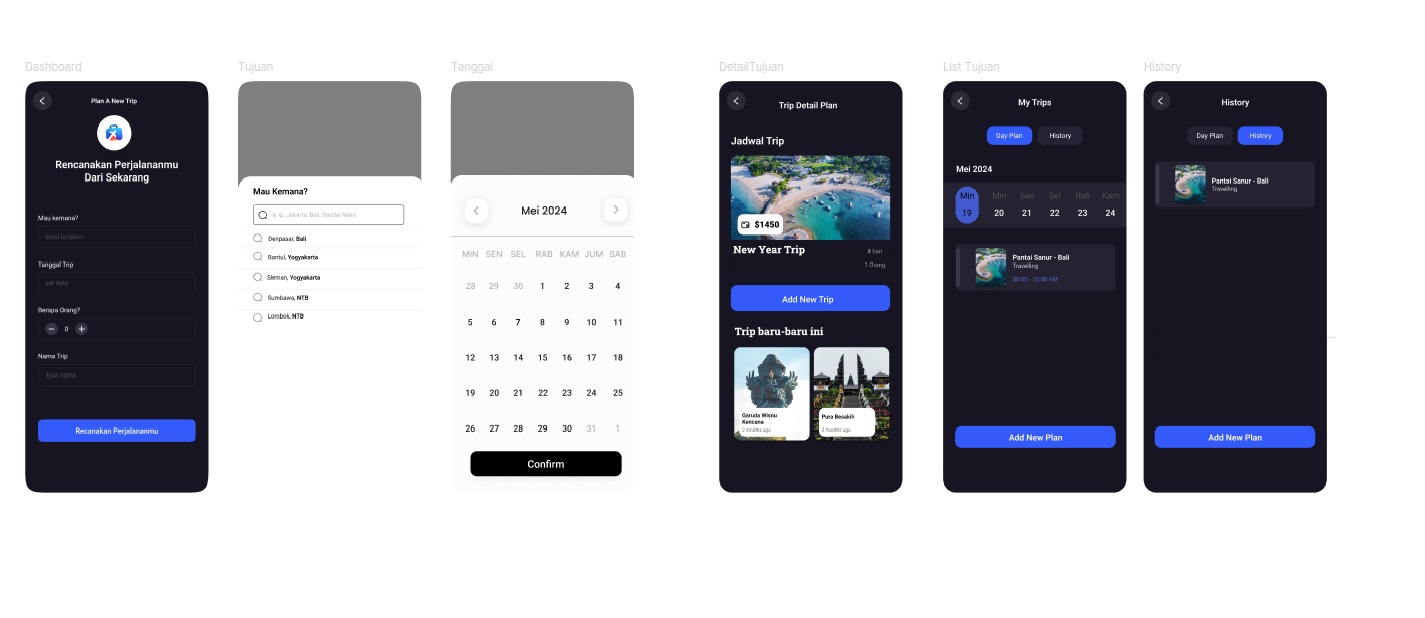 Dashboard
Plan A New Trip
Rencanakan Perjalananmu
Dari Sekarang
Mau kemana?
local location
Tanggal Trip
set date
Berapa Orang?
0
Nama Trip
type name
Recanakan Perjalananmu
Tujuan
Mau Kemana?
e. g., Jakarta, Bali, Bandai Nava
Denpasar, Bali
Bantul, Yogyakarta
Sleman, Yogyakarta
Sumbawa, NTB
Lombok, NTB
Tanggal
Mei 2024
MIN SEN SEL RAB KAM JUM SAB
28 29 30 1 2 3 4
5 6 7 8 9 10 11
12 13 14 15 16 17 18
19 20 21 22 23 24 25
26 27 28 29 30 31 1
Confirm
DetailTujuan
Trip Detail Plan
Jadwal Trip
$1450
New Year Trip
8 hari
1 Orang
Add New Trip
Trip baru-baru ini
Garuda Wisnu
Kencana
2 months ago
Pura Besakih
3 months ago
List Tujuan
My Trips
Day Plan History
Mei 2024
Min Min Sen Sel Rab Kam
19 20 21 22 23 24
Pantai Sanur - Bali
Travelling
09:00 - 10:00 AM
Add New Plan
History
History
Day Plan History
Pantai Sanur - Bali
Travelling
Add New Plan
...